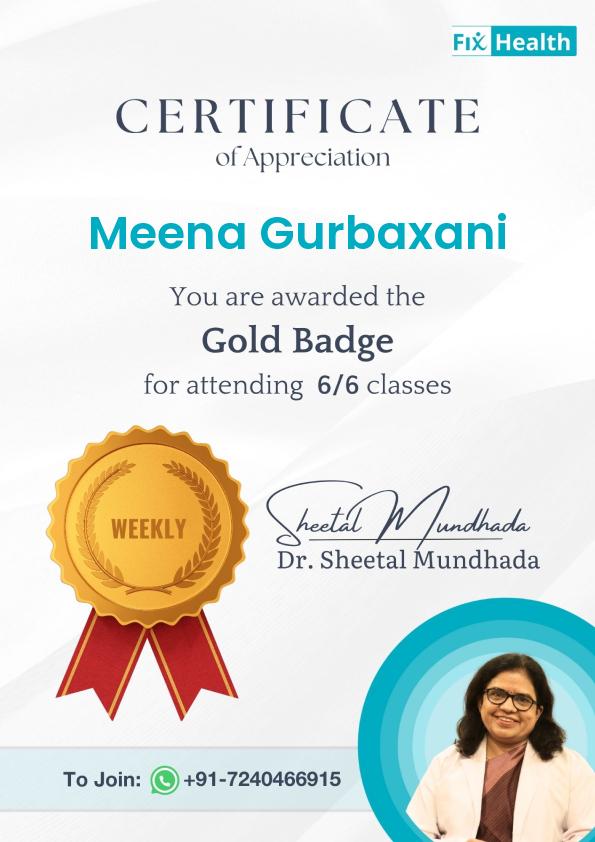 Fix Health
CERTIFICATE
of Appreciation
Meena Gurbaxani
You are awarded the
Gold Badge
for attending 6/6 classes
WEEKLY
Sheetal Mundhada
Dr. Sheetal Mundhada
To Join: +91-7240466915